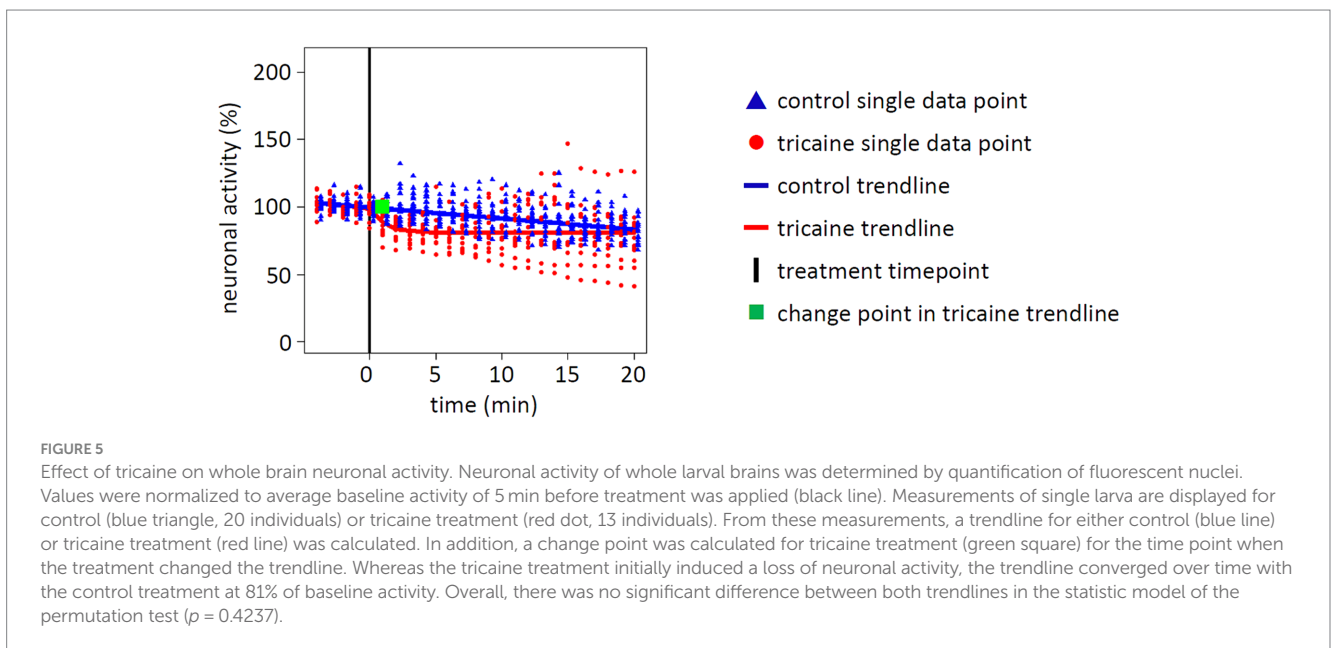 200
150
100
50
0
neuronal activity (%)
0 5 10 15 20
time (min)
control single data point
tricaine single data point
control trendline
tricaine trendline
treatment timepoint
change point in tricaine trendline
FIGURE 5
Effect of tricaine on whole brain neuronal activity. Neuronal activity of whole larval brains was determined by quantification of fluorescent nuclei.
Values were normalized to average baseline activity of 5 min before treatment was applied (black line). Measurements of single larva are displayed for
control (blue triangle, 20 individuals) or tricaine treatment (red dot, 13 individuals). From these measurements, a trendline for either control (blue line)
or tricaine treatment (red line) was calculated. In addition, a change point was calculated for tricaine treatment (green square) for the time point when
the treatment changed the trendline. Whereas the tricaine treatment initially induced a loss of neuronal activity, the trendline converged over time with
the control treatment at 81% of baseline activity. Overall, there was no significant difference between both trendlines in the statistic model of the
permutation test (p = 0.4237).